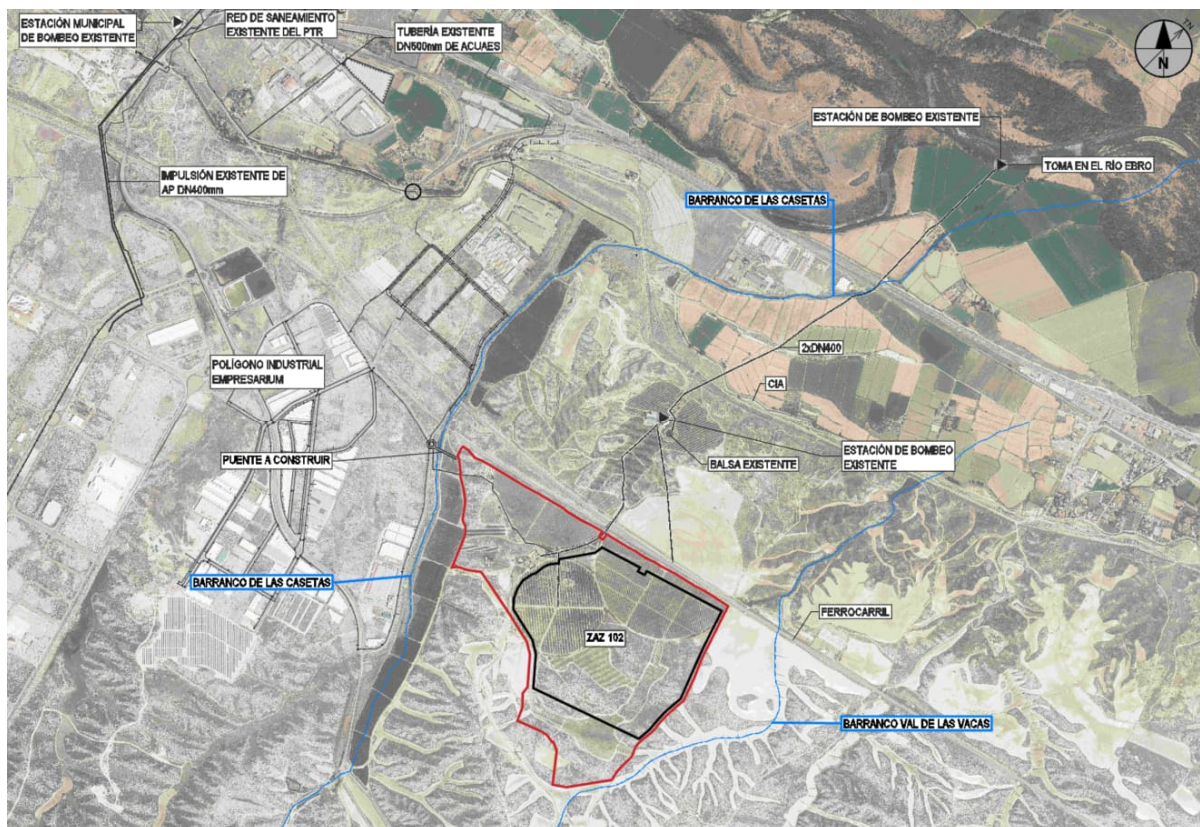 ESTACIÓN MUNICIPAL
DE BOMBEO EXISTENTE
RED DE SANEAMIENTO
EXISTENTE DEL PTR
TUBERÍA EXISTENTE
DN500mm DE ACUAES
N
ESTACIÓN DE BOMBEO EXISTENTE
TOMA EN EL RÍO EBRO
IMPULSIÓN EXISTENTE DE
AP DN400mm
BARRANCO DE LAS CASETAS
2xDN400
POLÍGONO INDUSTRIAL
EMPRESARIUM
CIA
PUENTE A CONSTRUIR
BALSA EXISTENTE
ESTACIÓN DE BOMBEO
EXISTENTE
BARRANCO DE LAS CASETAS
FERROCARRIL
ZAZ 102
BARRANCO VAL DE LAS VACAS